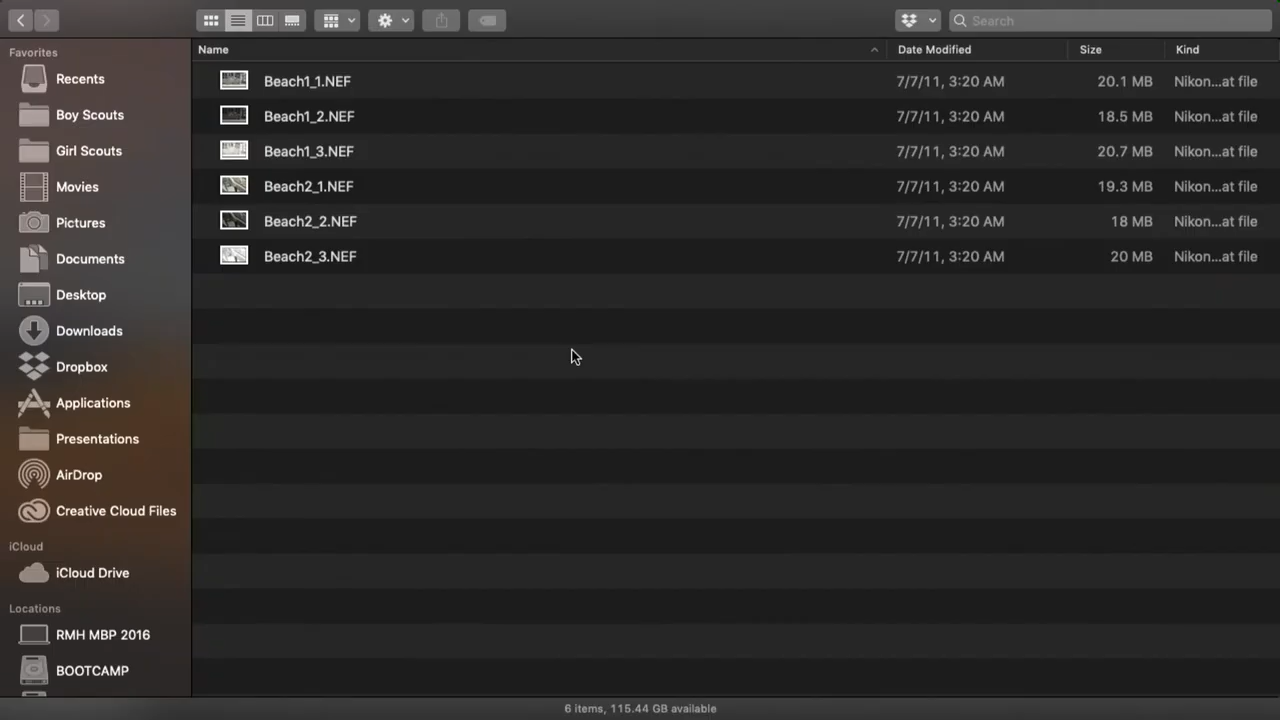 Search
Favorites
Recents
Boy Scouts
Girl Scouts
Movies
Pictures
Documents
Desktop
Downloads
Dropbox
Applications
Presentations
AirDrop
Creative Cloud Files
iCloud
iCloud Drive
Locations
RMH MBP 2016
BOOTCAMP
Name Date Modified Size Kind
Beach1_1.NEF 7/7/11, 3:20 AM 20.1 MB Nikon...at file
Beach1_2.NEF 7/7/11, 3:20 AM 18.5 MB Nikon...at file
Beach1_3.NEF 7/7/11, 3:20 AM 20.7 MB Nikon...at file
Beach2_1.NEF 7/7/11, 3:20 AM 19.3 MB Nikon...at file
Beach2_2.NEF 7/7/11, 3:20 AM 18 MB Nikon...at file
Beach2_3.NEF 7/7/11, 3:20 AM 20 MB Nikon...at file
6 items, 115.44 GB available